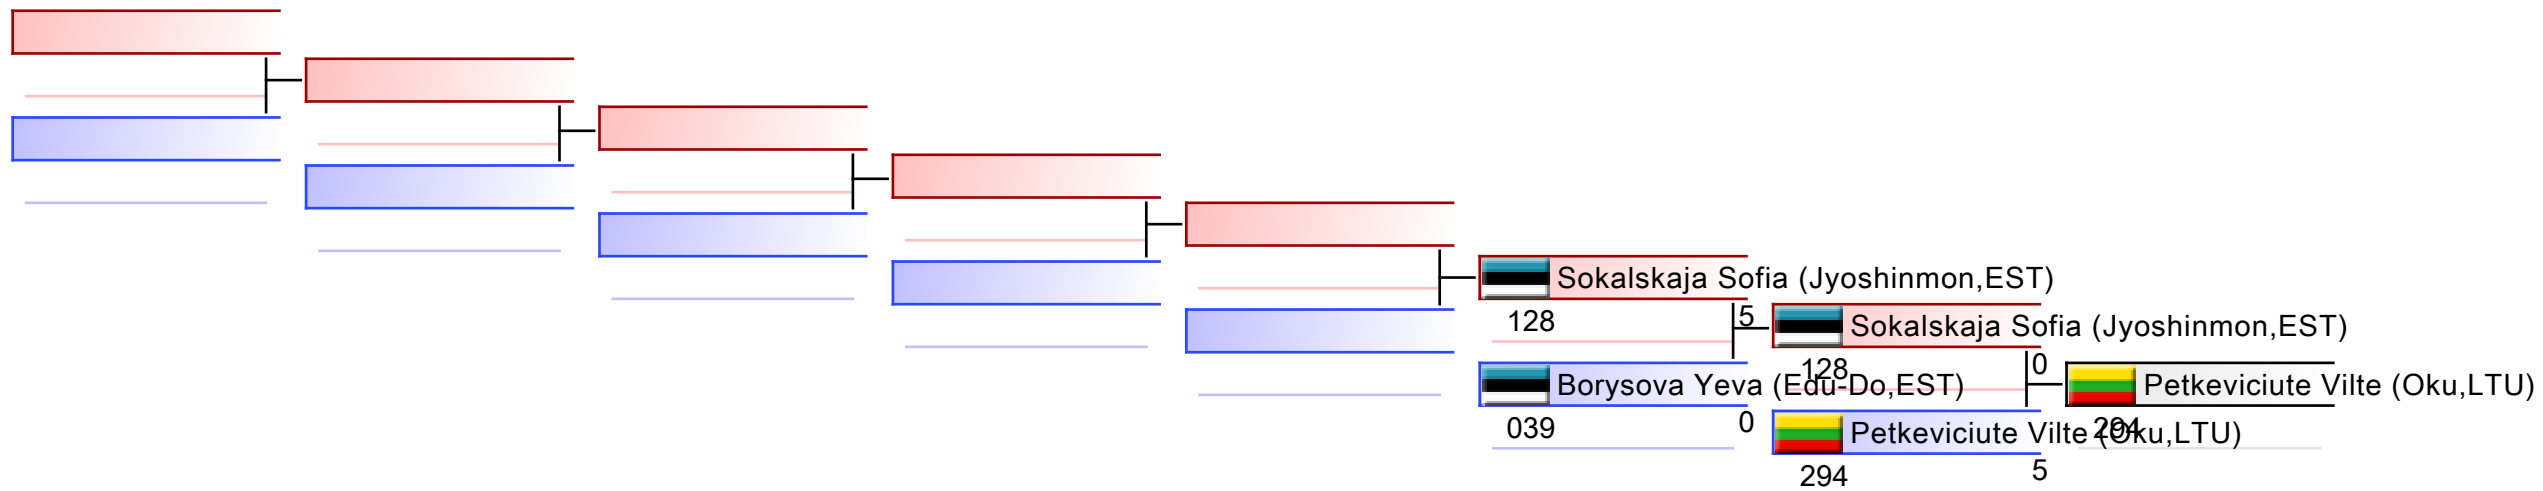 Sokalskaja Sofia (Jyoshinmon,EST)
128
5
Borysova Yeva (Edu-Do,EST)
039
0
Sokalskaja Sofia (Jyoshinmon,EST)
128
0
Petkeviciute Vilte (Oku,LTU)
294
5
Petkeviciute Vilte (Oku,LTU)
294